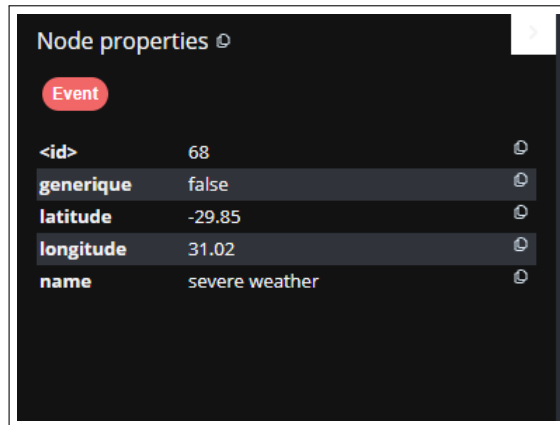 Node properties
Event
<id> 68
generique false
latitude -29.85
longitude 31.02
name severe weather